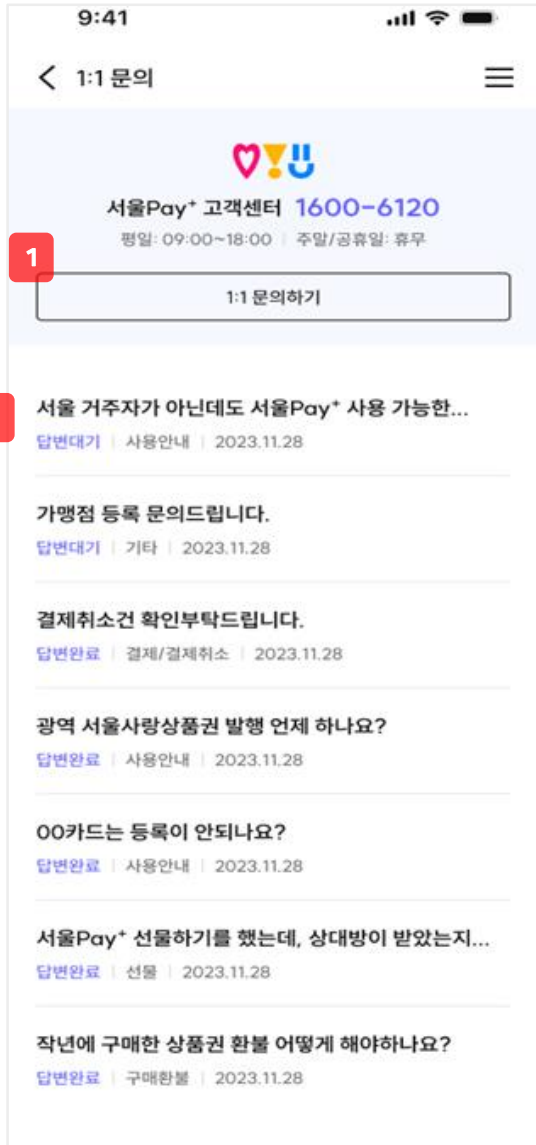 9:41
1:1 문의
서울Pay⁺ 고객센터 1600-6120
평일: 09:00~18:00 | 주말/공휴일: 휴무
1
1:1 문의하기
서울 거주자가 아닌데도 서울Pay⁺ 사용 가능한...
답변대기 | 사용안내 | 2023.11.28
가맹점 등록 문의드립니다.
답변대기 | 기타 | 2023.11.28
결제취소건 확인부탁드립니다.
답변완료 | 결제/결제취소 | 2023.11.28
광역 서울사랑상품권 발행 언제 하나요?
답변완료 | 사용안내 | 2023.11.28
OO카드는 등록이 안되나요?
답변완료 | 사용안내 | 2023.11.28
서울Pay⁺ 선물하기를 했는데, 상대방이 받았는지...
답변완료 | 선물 | 2023.11.28
작년에 구매한 상품권 환불 어떻게 해야하나요?
답변완료 | 구매환불 | 2023.11.28